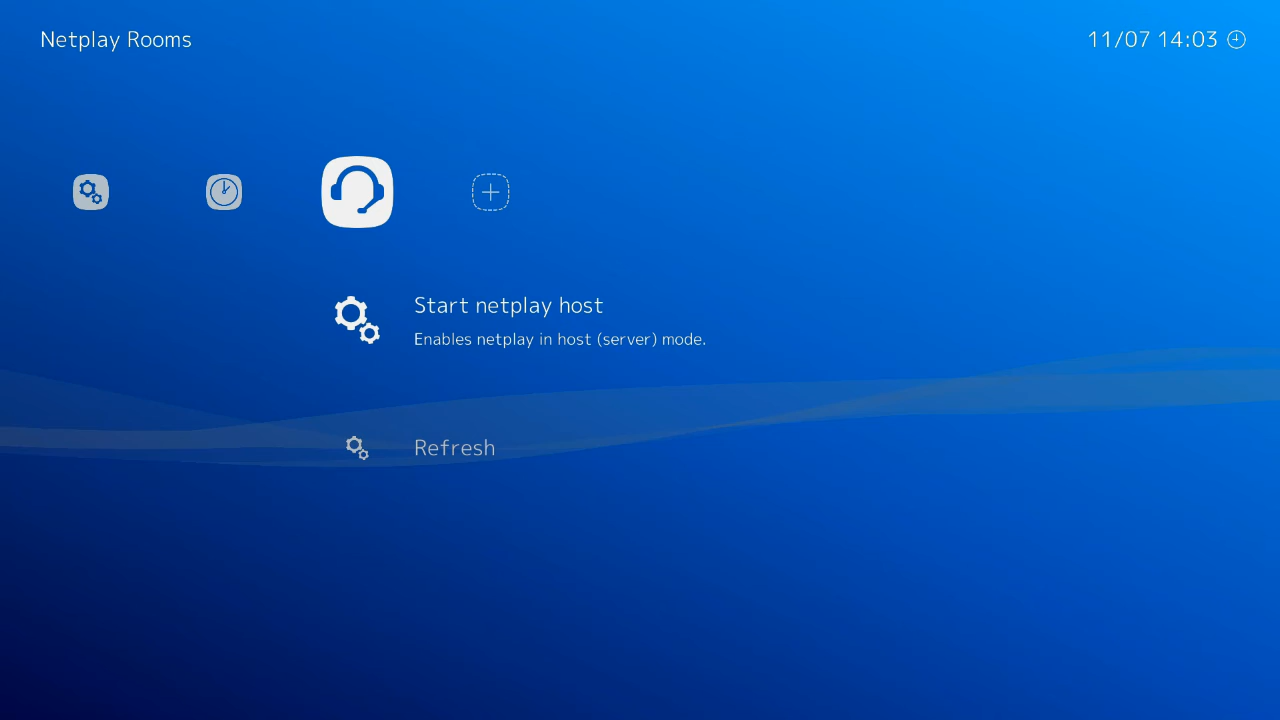 Netplay Rooms
11/07 14:03
Start netplay host
Enables netplay in host (server) mode.
Refresh